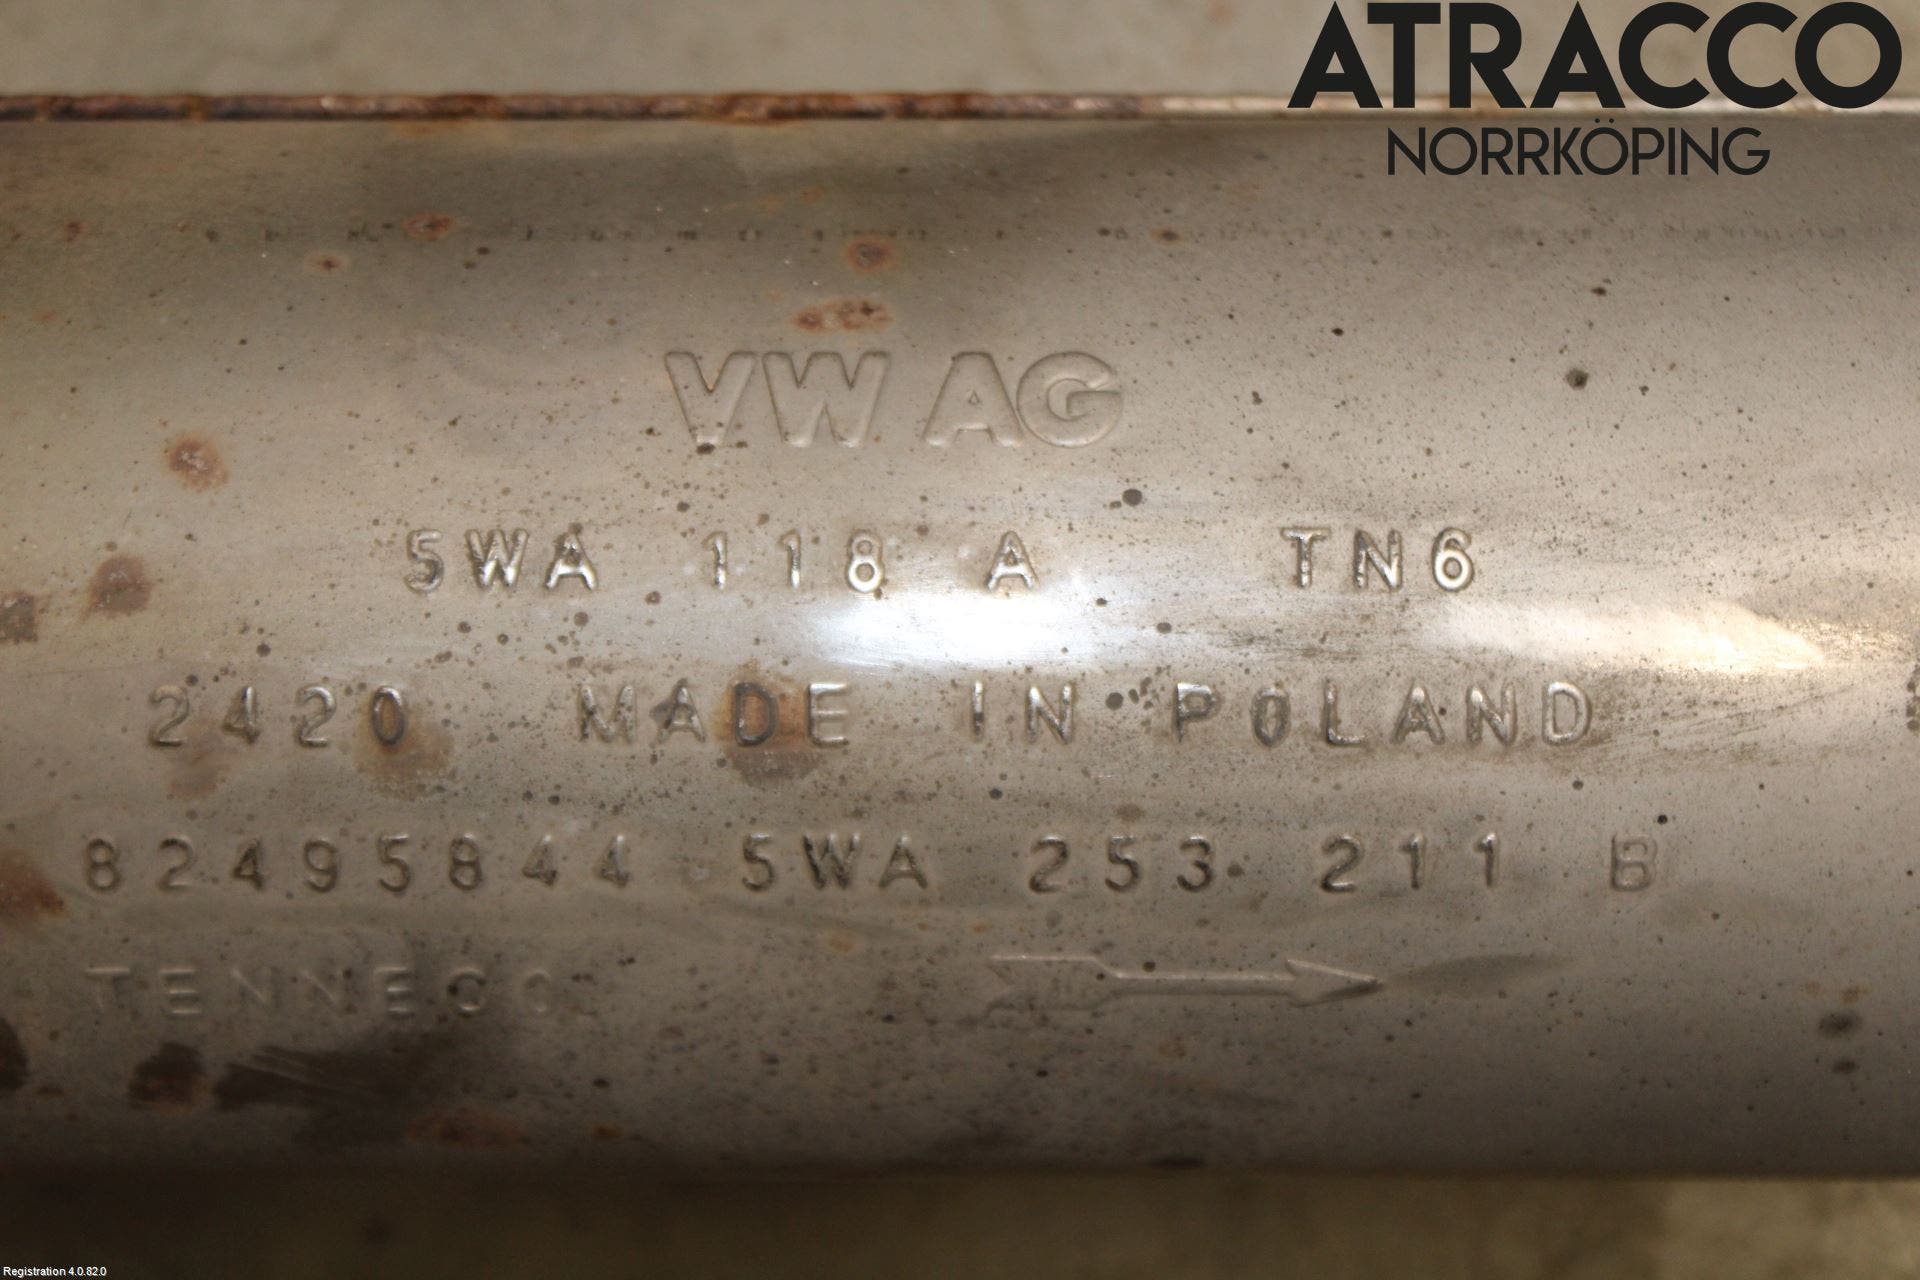 ATRACCO
NORRKÖPING
VW AG
5WA 118 A TN6
2420 MADE IN POLAND
82495844 5WA 253 211 B
TENNECO
Registration 4.0.82.0